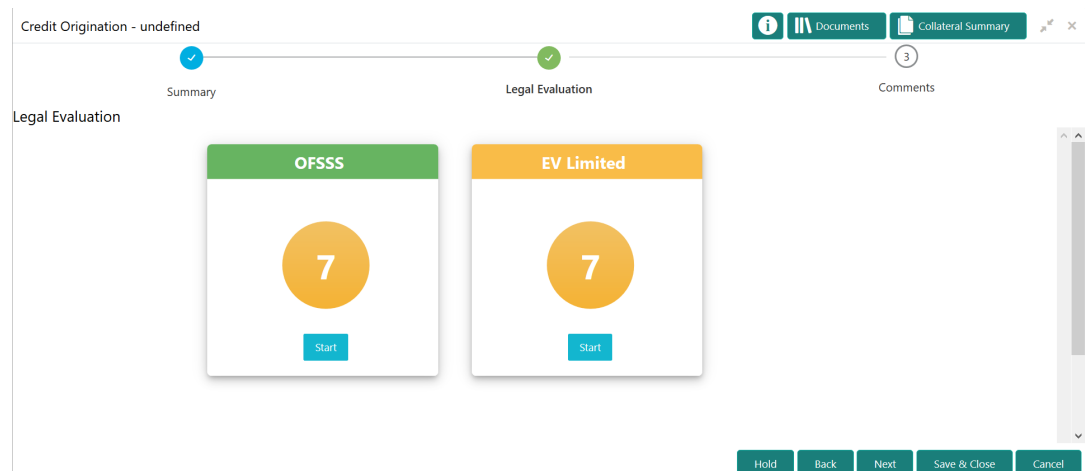 Credit Origination - undefined
i Documents Collateral Summary
3
Summary Legal Evaluation Comments
Legal Evaluation
OFSSS EV Limited
7 7
Start Start
Hold Back Next Save & Close Cancel